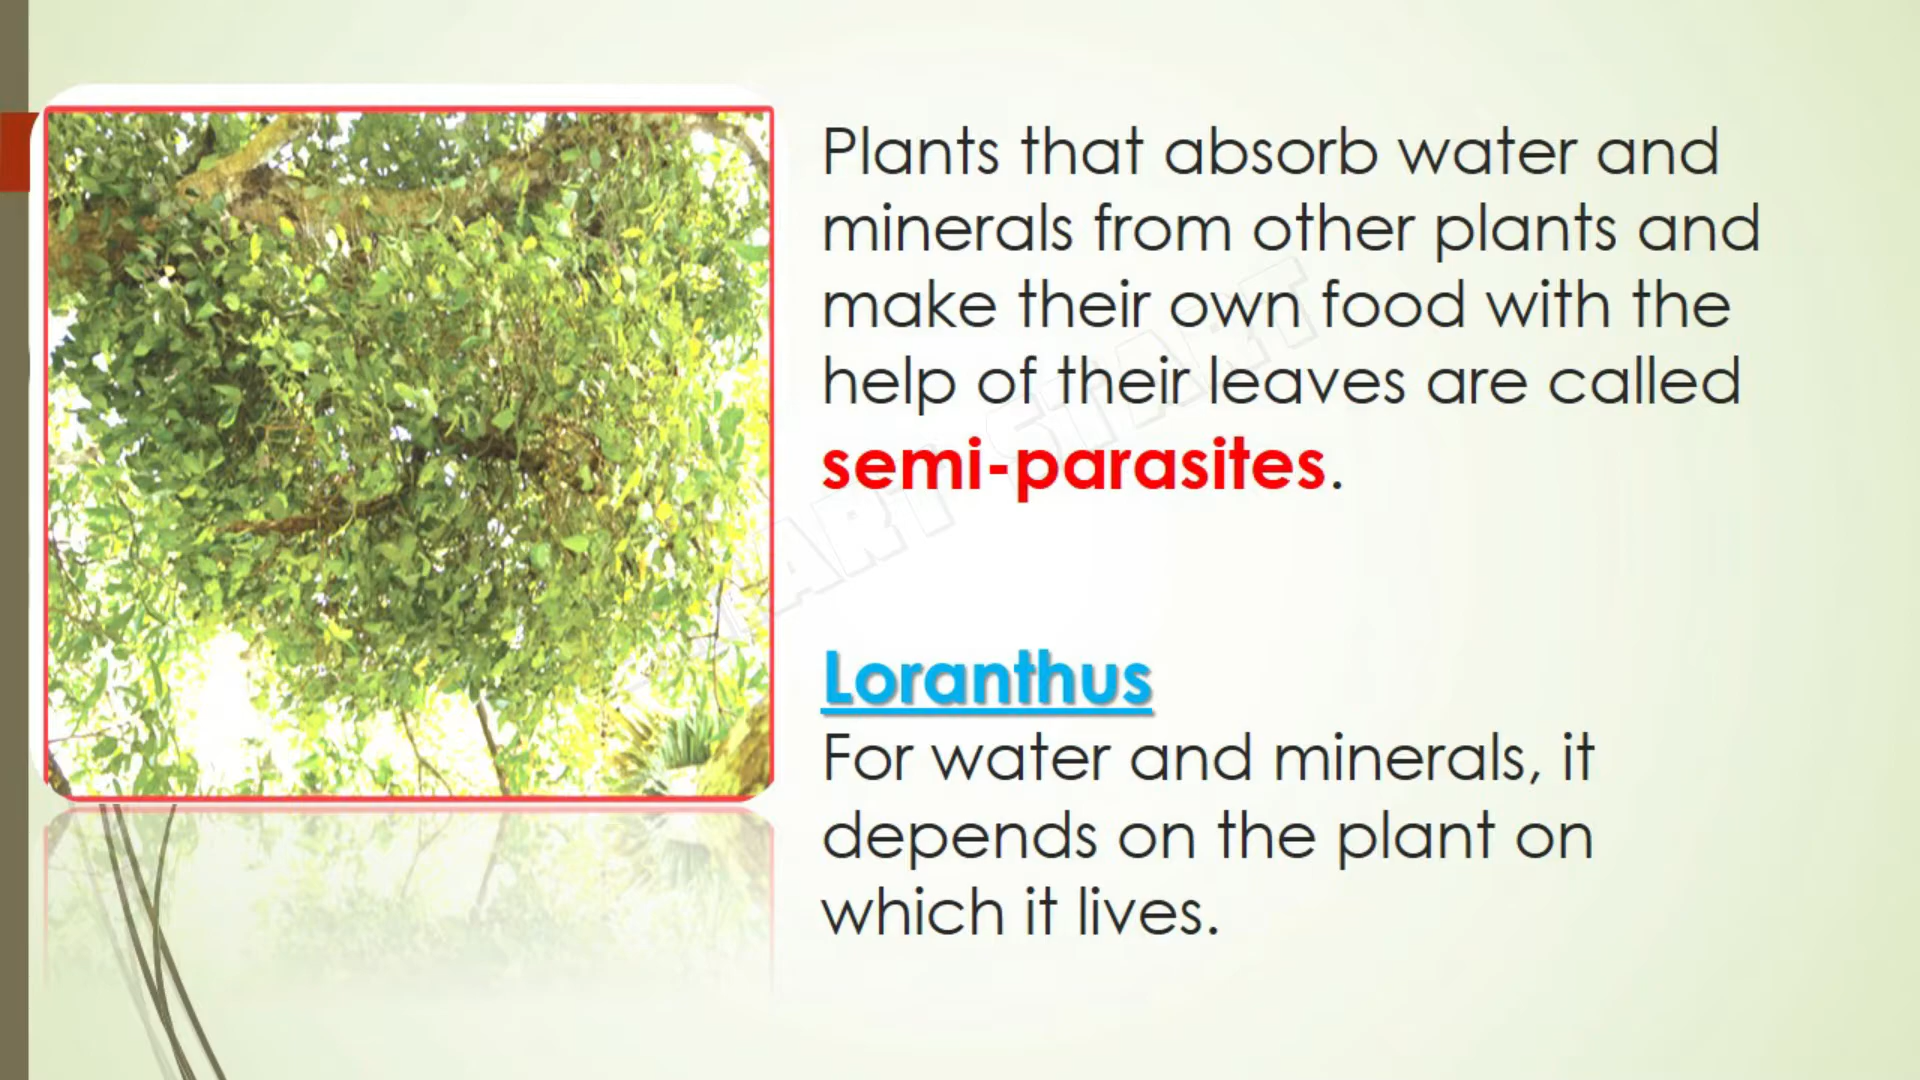 Plants that absorb water and
minerals from other plants and
make their own food with the
help of their leaves are called
semi-parasites.
Loranthus
For water and minerals, it
depends on the plant on
which it lives.
START